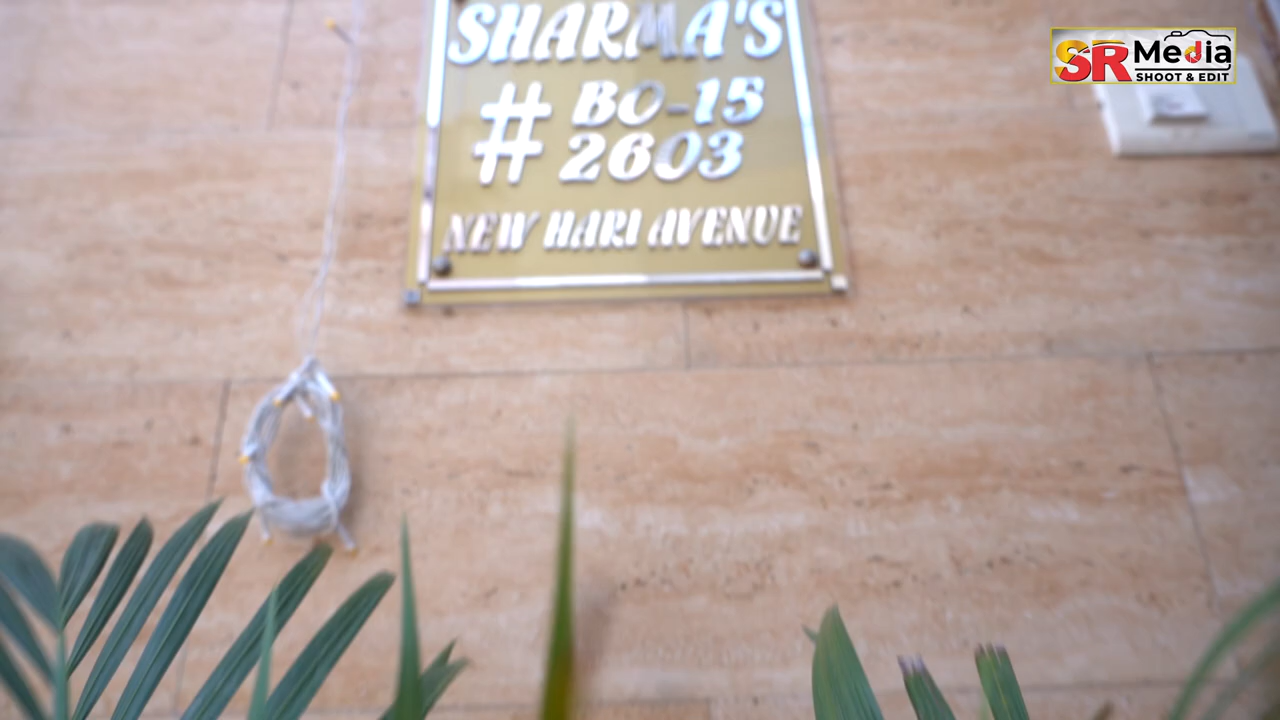 SHARMA'S
# BO-15
2603
NEW HARI AVENUE
SR Media
SHOOT & EDIT